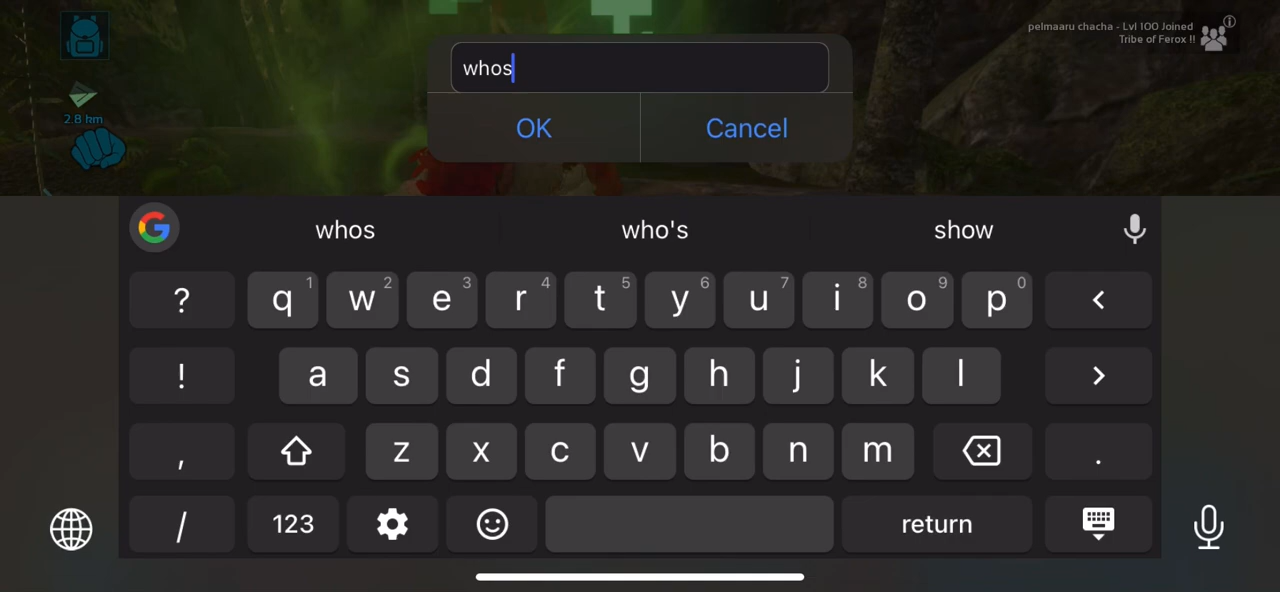 pelmaaru chacha - Lvl 100 Joined
Tribe of Ferox !!
2.8 km
whos
OK Cancel
whos who's show
? q 1 w 2 e 3 r 4 t 5 y 6 u 7 i 8 o 9 p 0 <
! a s d f g h j k l >
, z x c v b n m .
/ 123 return